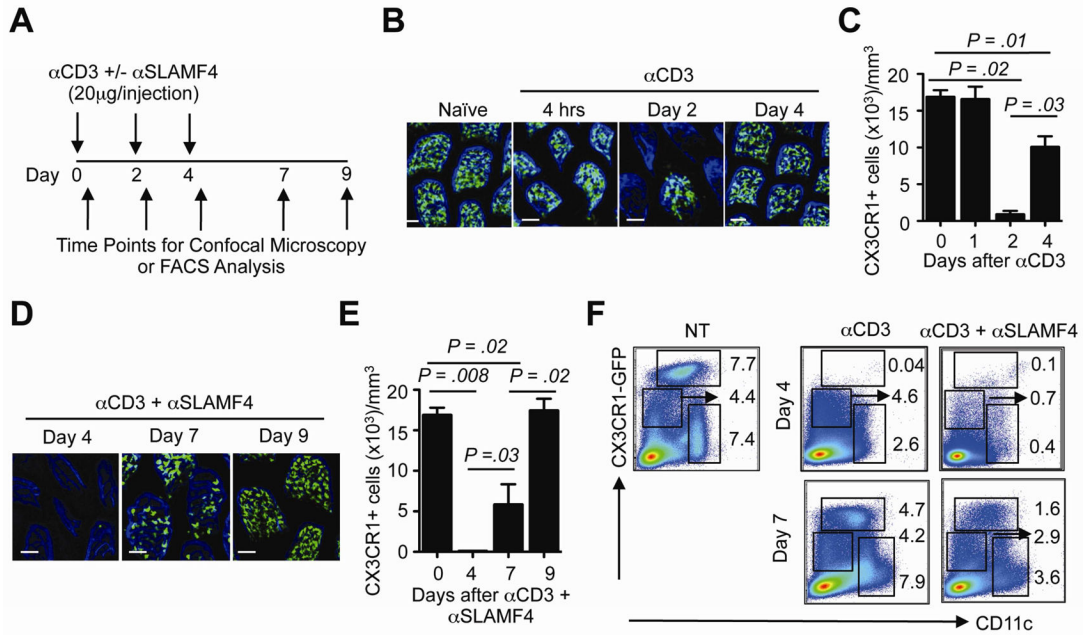 A
αCD3 +/- αSLAMF4
(20µg/injection)
Day 0 2 4 7 9
Time Points for Confocal Microscopy
or FACS Analysis
B
αCD3
Naïve 4 hrs Day 2 Day 4
C
P = .01
P = .02
P = .03
CX3CR1+ cells (x10³)/mm³
20
15
10
5
0
0 1 2 4
Days after αCD3
D
αCD3 + αSLAMF4
Day 4 Day 7 Day 9
E
P = .02
P = .008 P = .02
P = .03
CX3CR1+ cells (x10³)/mm³
20
15
10
5
0
0 4 7 9
Days after αCD3 +
αSLAMF4
F
NT αCD3 αCD3 + αSLAMF4
CX3CR1-GFP
7.7
4.4
7.4
Day 4
0.04
4.6
2.6
0.1
0.7
0.4
Day 7
4.7
4.2
7.9
1.6
2.9
3.6
CD11c